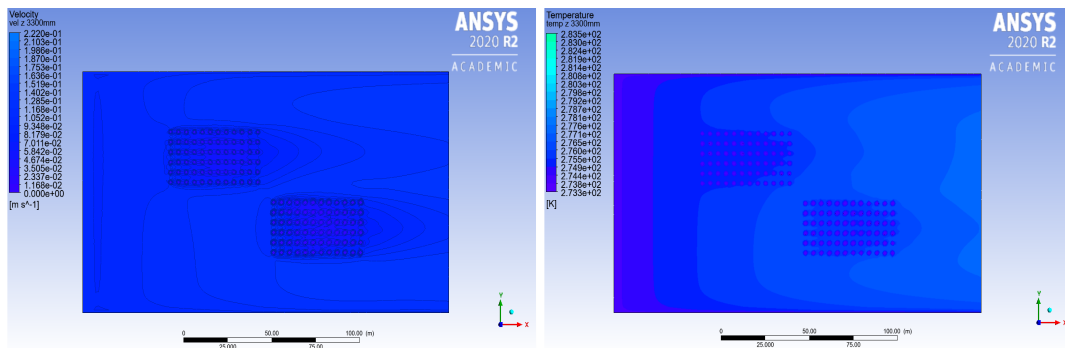 Velocity
vel z 3300mm
2.220e-01
2.103e-01
1.986e-01
1.870e-01
1.753e-01
1.636e-01
1.519e-01
1.402e-01
1.285e-01
1.168e-01
1.052e-01
9.348e-02
8.179e-02
7.011e-02
5.842e-02
4.674e-02
3.505e-02
2.337e-02
1.168e-02
0.000e+00
[m s^-1]
ANSYS
2020 R2
ACADEMIC
Y
X
0 50.00 100.00 (m)
25.000 75.00
Temperature
temp z 3300mm
2.835e+02
2.830e+02
2.824e+02
2.819e+02
2.814e+02
2.808e+02
2.803e+02
2.798e+02
2.792e+02
2.787e+02
2.781e+02
2.776e+02
2.771e+02
2.765e+02
2.760e+02
2.755e+02
2.749e+02
2.744e+02
2.738e+02
2.733e+02
[K]
ANSYS
2020 R2
ACADEMIC
Y
X
0 50.00 100.00 (m)
25.000 75.00